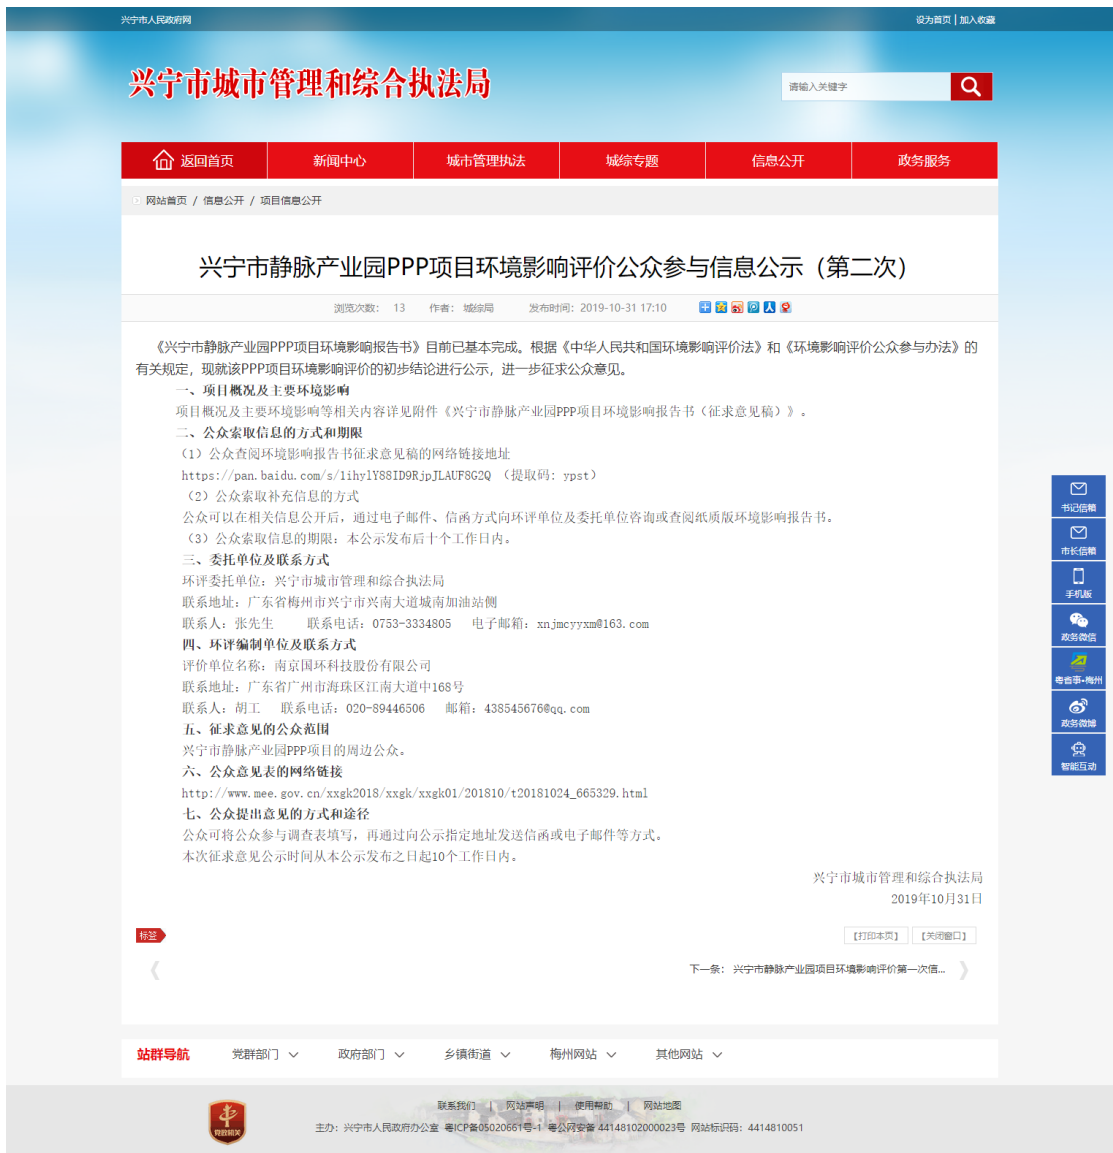 兴宁市人民政府网
设为首页 | 加入收藏
兴宁市城市管理和综合执法局
请输入关键字
返回首页 新闻中心 城市管理执法 城综专题 信息公开 政务服务
网站首页 / 信息公开 / 项目信息公开
兴宁市静脉产业园PPP项目环境影响评价公众参与信息公示（第二次）
浏览次数： 13 作者： 城综局 发布时间：2019-10-31 17:10
《兴宁市静脉产业园PPP项目环境影响报告书》目前已基本完成。根据《中华人民共和国环境影响评价法》和《环境影响评价公众参与办法》的
有关规定，现就该PPP项目环境影响评价的初步结论进行公示，进一步征求公众意见。
一、项目概况及主要环境影响
项目概况及主要环境影响等相关内容详见附件《兴宁市静脉产业园PPP项目环境影响报告书（征求意见稿）》。
二、公众索取信息的方式和期限
（1）公众查阅环境影响报告书征求意见稿的网络链接地址
https://pan.baidu.com/s/1ihylY88ID9RjpJLAUF8G2Q （提取码: ypst）
（2）公众索取补充信息的方式
公众可以在相关信息公开后，通过电子邮件、信函方式向环评单位及委托单位咨询或查阅纸质版环境影响报告书。
（3）公众索取信息的期限：本公示发布后十个工作日内。
三、委托单位及联系方式
环评委托单位：兴宁市城市管理和综合执法局
联系地址：广东省梅州市兴宁市兴南大道城南加油站侧
联系人：张先生 联系电话：0753-3334805 电子邮箱：xnjmcyyxm@163.com
四、环评编制单位及联系方式
评价单位名称：南京国环科技股份有限公司
联系地址：广东省广州市海珠区江南大道中168号
联系人：胡工 联系电话：020-89446506 邮箱：438545676@qq.com
五、征求意见的公众范围
兴宁市静脉产业园PPP项目的周边公众。
六、公众意见表的网络链接
http://www.mee.gov.cn/xxgk2018/xxgk/xxgk01/201810/t20181024_665329.html
七、公众提出意见的方式和途径
公众可将公众参与调查表填写，再通过向公示指定地址发送信函或电子邮件等方式。
本次征求意见公示时间从本公示发布之日起10个工作日内。
兴宁市城市管理和综合执法局
2019年10月31日
标签
【打印本页】 【关闭窗口】
下一条： 兴宁市静脉产业园项目环境影响评价第一次信...
书记信箱
市长信箱
手机版
政务微信
粤省事•梅州
政务微博
智能互动
站群导航 党群部门 政府部门 乡镇街道 梅州网站 其他网站
党政机关
联系我们 | 网站声明 | 使用帮助 | 网站地图
主办：兴宁市人民政府办公室 粤ICP备05020661号-1 粤公网安备 44148102000023号 网站标识码：4414810051